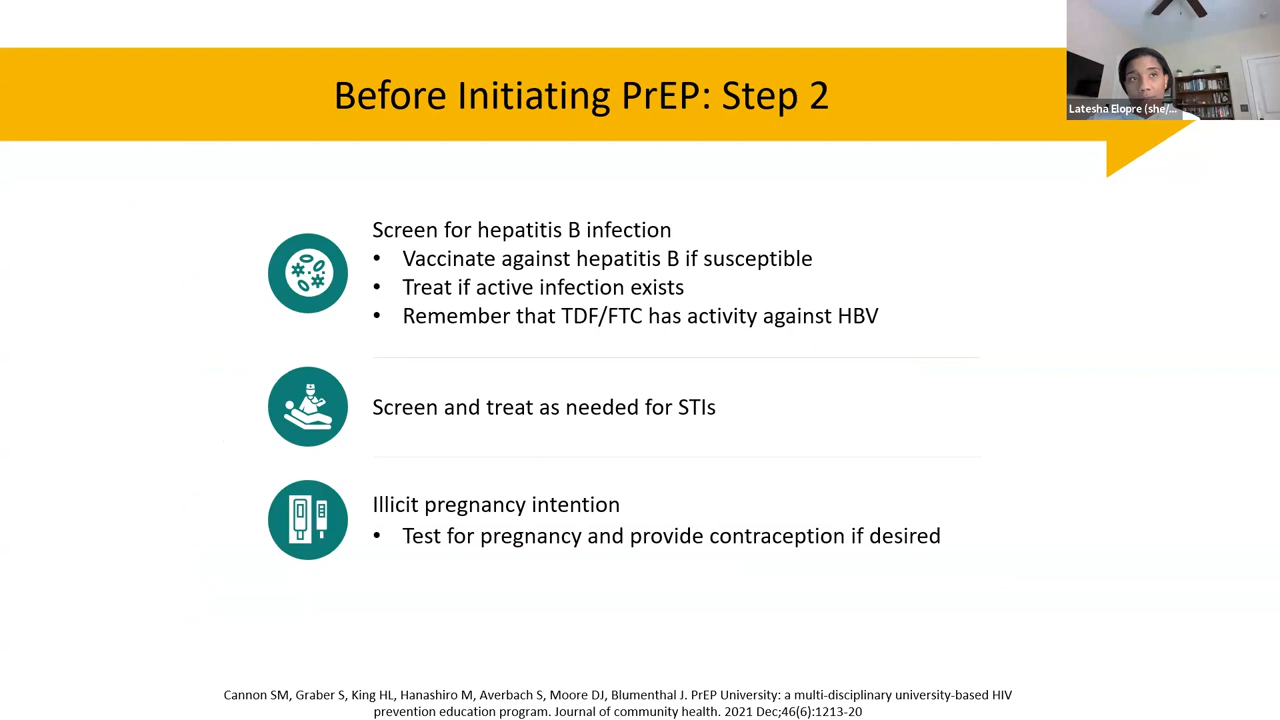 Before Initiating PrEP: Step 2
Latesha Elopre (she/...
Screen for hepatitis B infection
• Vaccinate against hepatitis B if susceptible
• Treat if active infection exists
• Remember that TDF/FTC has activity against HBV
Screen and treat as needed for STIs
Illicit pregnancy intention
• Test for pregnancy and provide contraception if desired
Cannon SM, Graber S, King HL, Hanashiro M, Averbach S, Moore DJ, Blumenthal J. PrEP University: a multi-disciplinary university-based HIV
prevention education program. Journal of community health. 2021 Dec;46(6):1213-20